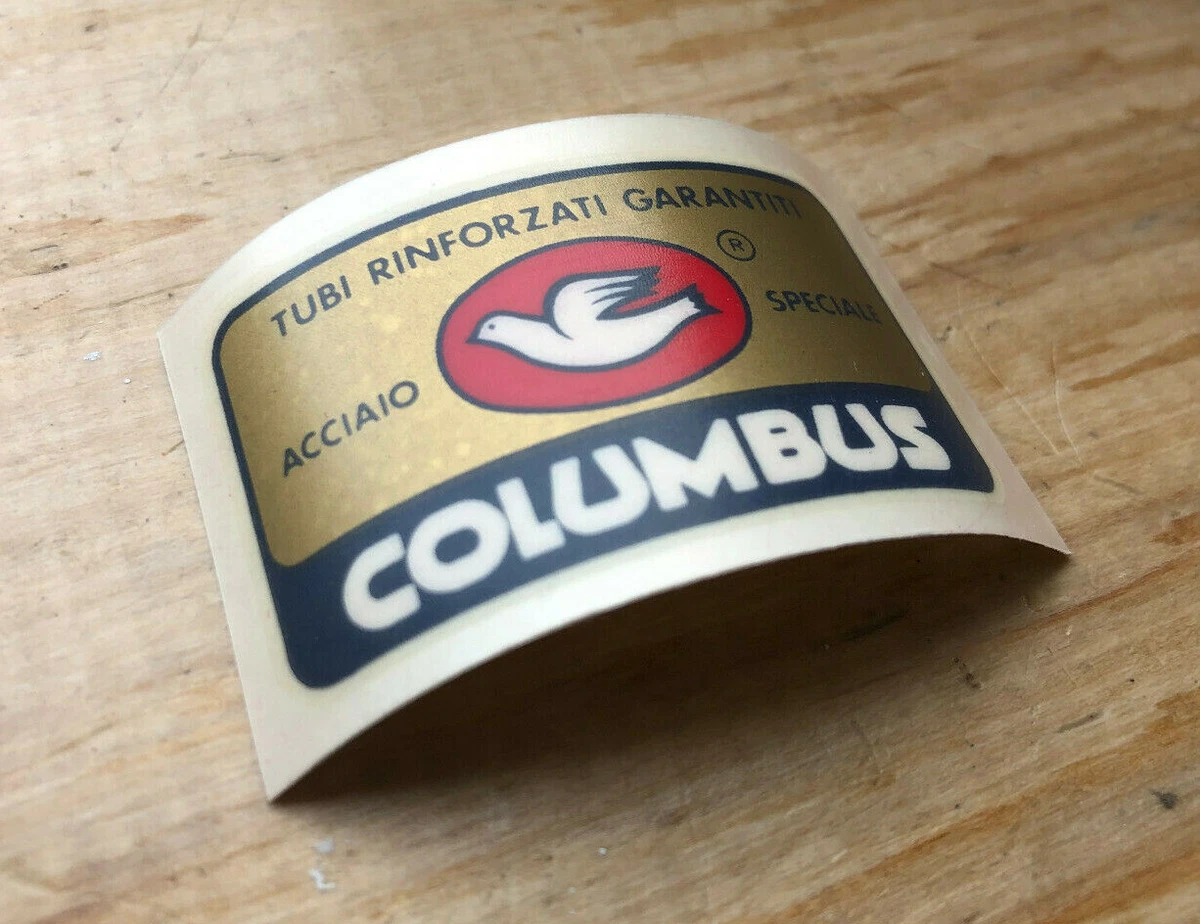 TUBI RINFORZATI GARANTITI
®
ACCIAIO SPECIALE
COLUMBUS